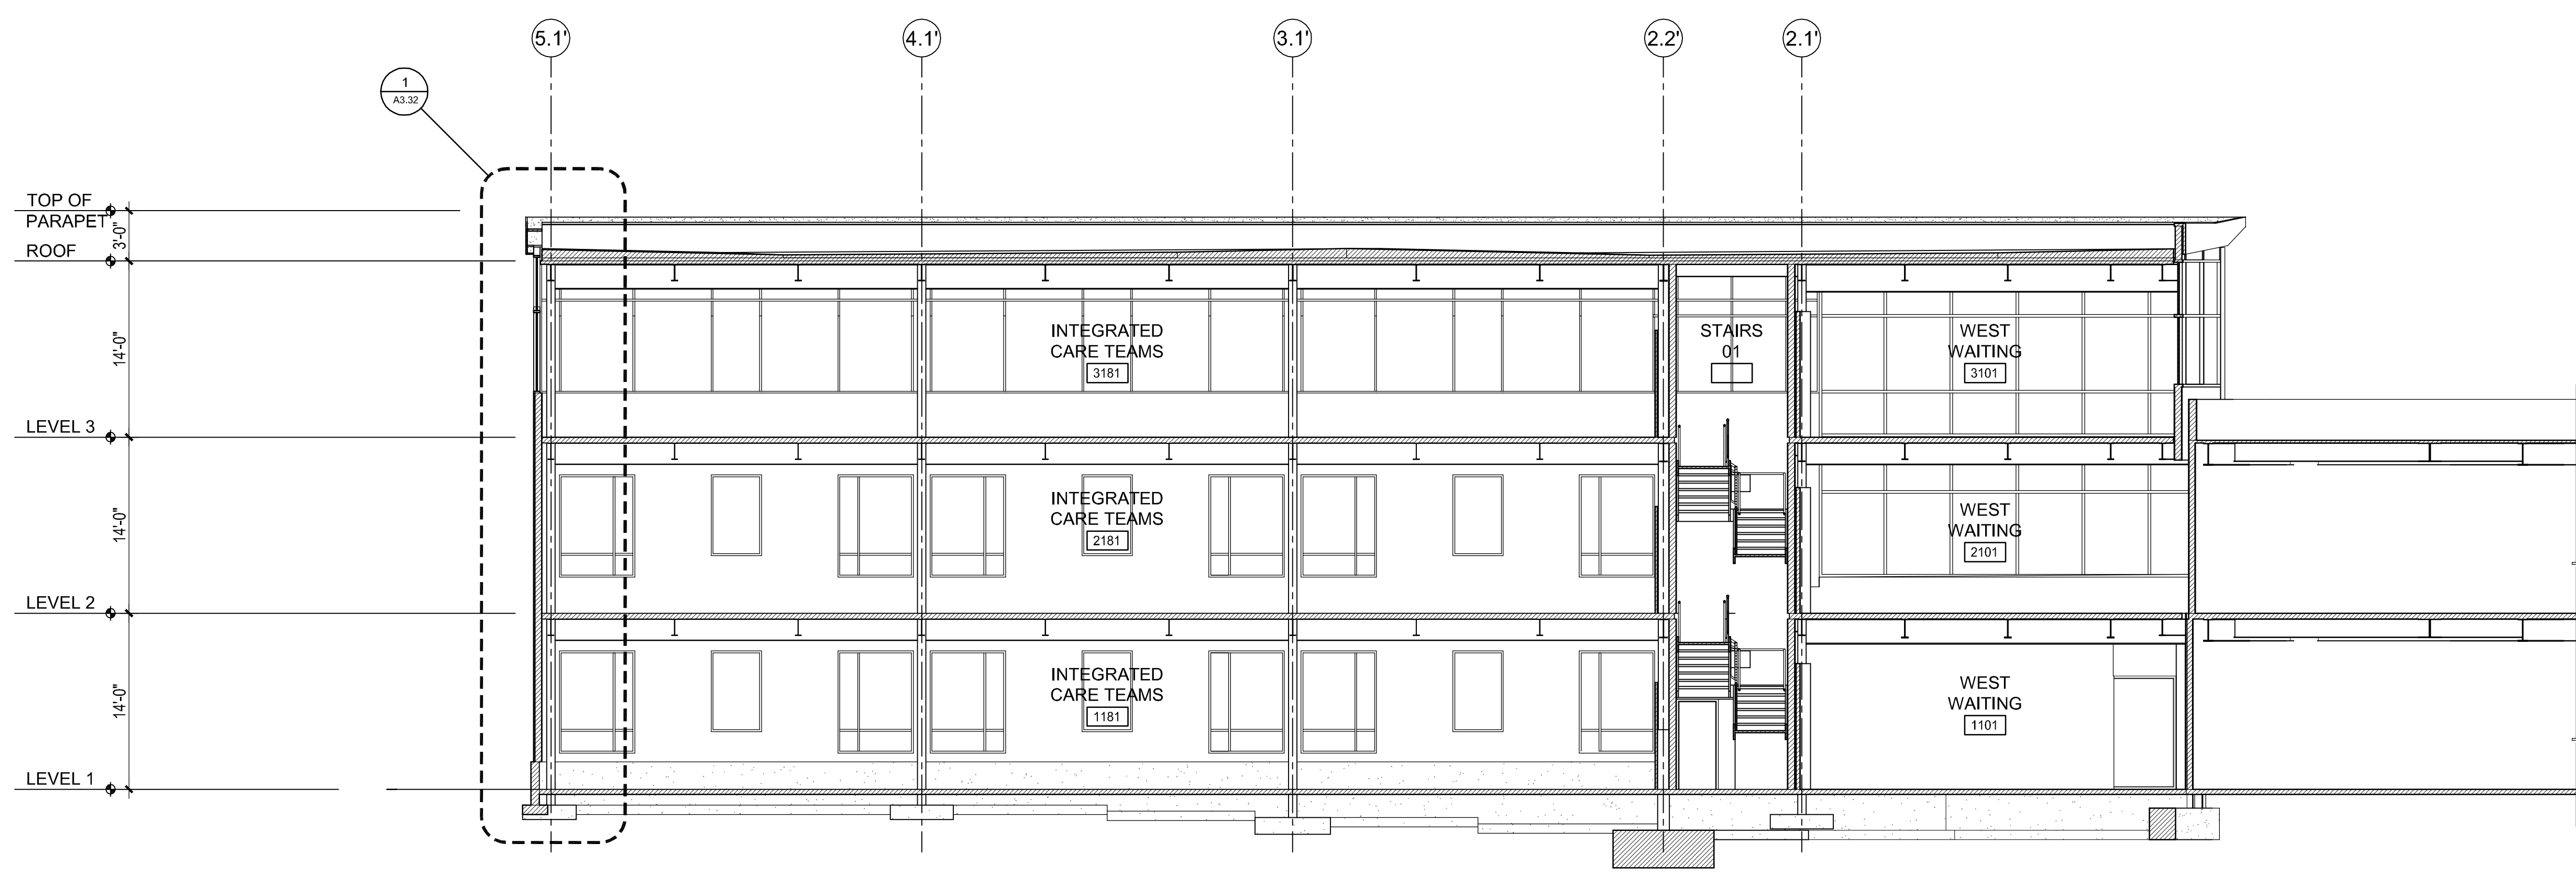 5.1'
4.1'
3.1'
2.2'
2.1'
1
A3.32
TOP OF
PARAPET
3'-0"
ROOF
14'-0"
INTEGRATED
CARE TEAMS
3181
STAIRS
01
WEST
WAITING
3101
LEVEL 3
14'-0"
INTEGRATED
CARE TEAMS
2181
WEST
WAITING
2101
LEVEL 2
14'-0"
INTEGRATED
CARE TEAMS
1181
WEST
WAITING
1101
LEVEL 1